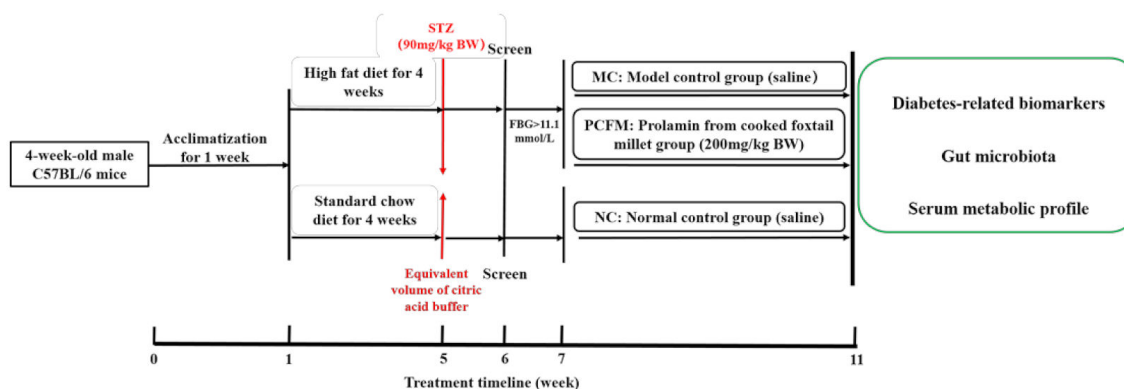 STZ
(90mg/kg BW)
Screen
High fat diet for 4
weeks
MC: Model control group (saline)
FBG>11.1
mmol/L
PCFM: Prolamin from cooked foxtail
millet group (200mg/kg BW)
Acclimatization
for 1 week
4-week-old male
C57BL/6 mice
Standard chow
diet for 4 weeks
NC: Normal control group (saline)
Equivalent
volume of citric
acid buffer
Screen
Diabetes-related biomarkers
Gut microbiota
Serum metabolic profile
0 1 5 6 7 11
Treatment timeline (week)